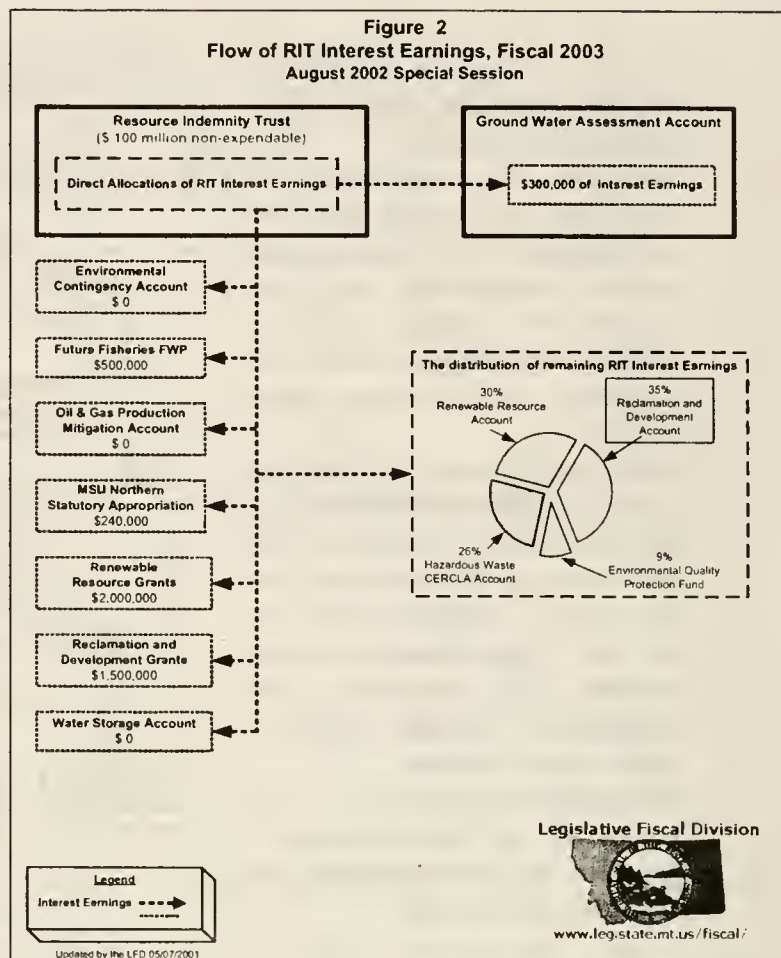 Figure 2
Flow of RIT Interest Earnings, Fiscal 2003
August 2002 Special Session
Resource Indemnity Trust
($ 100 million non-expendable)
Direct Allocations of RIT Interest Earnings
Ground Water Assessment Account
$300,000 of Interest Earnings
Environmental
Contingency Account
$ 0
Future Fisheries FWP
$500,000
Oil & Gas Production
Mitigation Account
$ 0
MSU Northern
Statutory Appropriation
$240,000
Renewable
Resource Grants
$2,000,000
Reclamation and
Development Grants
$1,500,000
Water Storage Account
$ 0
The distribution of remaining RIT Interest Earnings
30%
Renewable Resource
Account
35%
Reclamation and
Development
Account
26%
Hazardous Waste
CERCLA Account
9%
Environmental Quality
Protection Fund
Legend
Interest Earnings
Updated by the LFD 05/07/2001
Legislative Fiscal Division
www.leg.state.mt.us/fiscal/